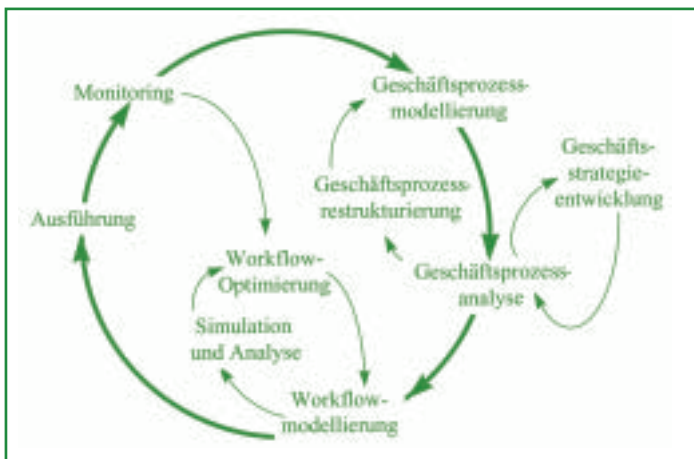 Monitoring
Geschäftsprozess-
modellierung
Geschäfts-
strategie-
entwicklung
Geschäftsprozess-
restrukturierung
Ausführung
Workflow-
Optimierung
Geschäftsprozess-
analyse
Simulation
und Analyse
Workflow-
modellierung